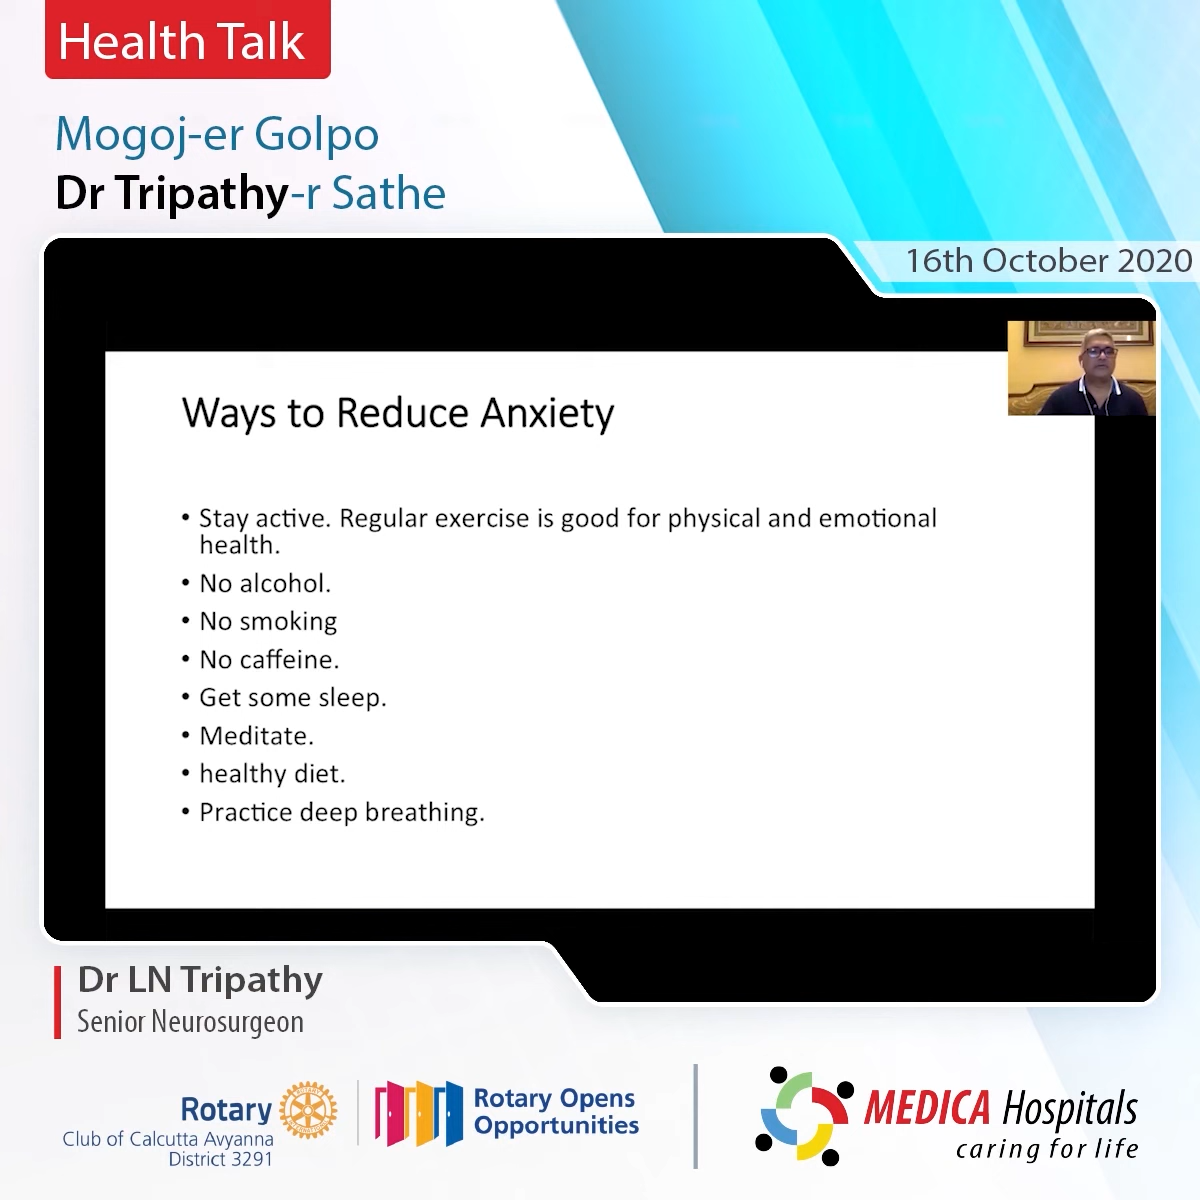 Health Talk
Mogoj-er Golpo
Dr Tripathy-r Sathe
16th October 2020
Ways to Reduce Anxiety
• Stay active. Regular exercise is good for physical and emotional
health.
• No alcohol.
• No smoking
• No caffeine.
• Get some sleep.
• Meditate.
• healthy diet.
• Practice deep breathing.
Dr LN Tripathy
Senior Neurosurgeon
Rotary
Club of Calcutta Avyanna
District 3291
Rotary Opens
Opportunities
MEDICA Hospitals
caring for life